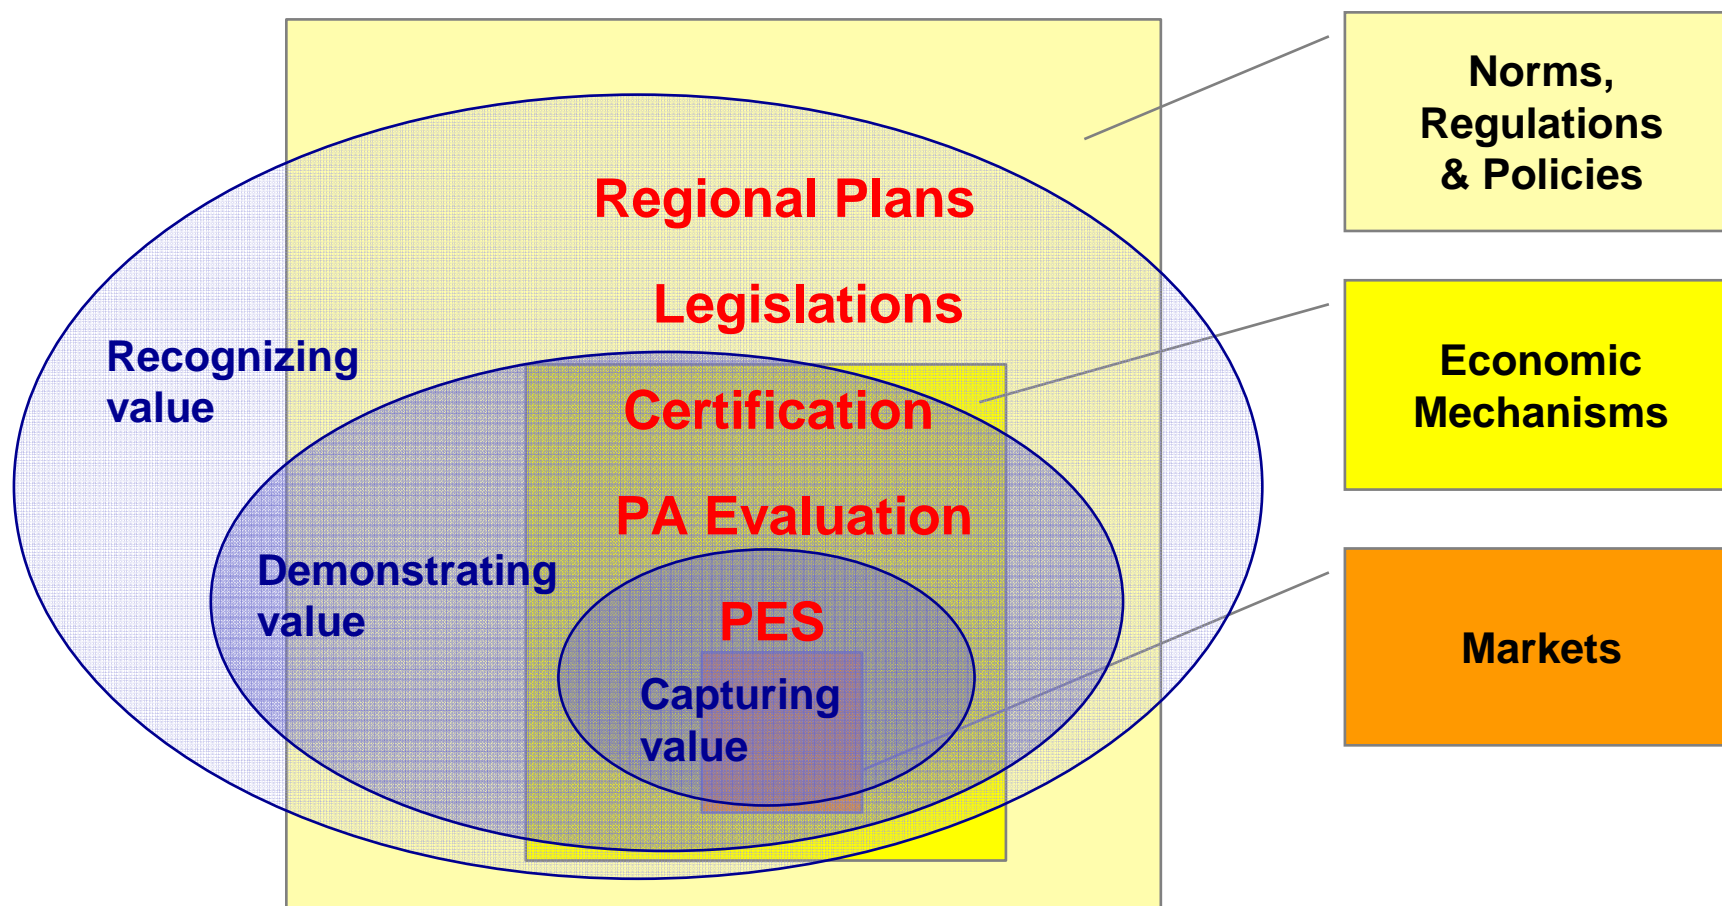 Norms,
Regulations
& Policies
Regional Plans
Legislations
Recognizing
value
Certification
Economic
Mechanisms
PA Evaluation
Demonstrating
value
PES
Capturing
value
Markets